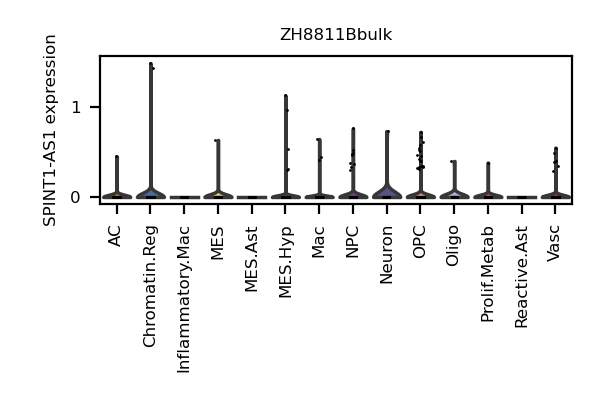 ZH8811Bbulk
SPINT1-AS1 expression
1
0
AC
Chromatin.Reg
Inflammatory.Mac
MES
MES.Ast
MES.Hyp
Mac
NPC
Neuron
OPC
Oligo
Prolif.Metab
Reactive.Ast
Vasc